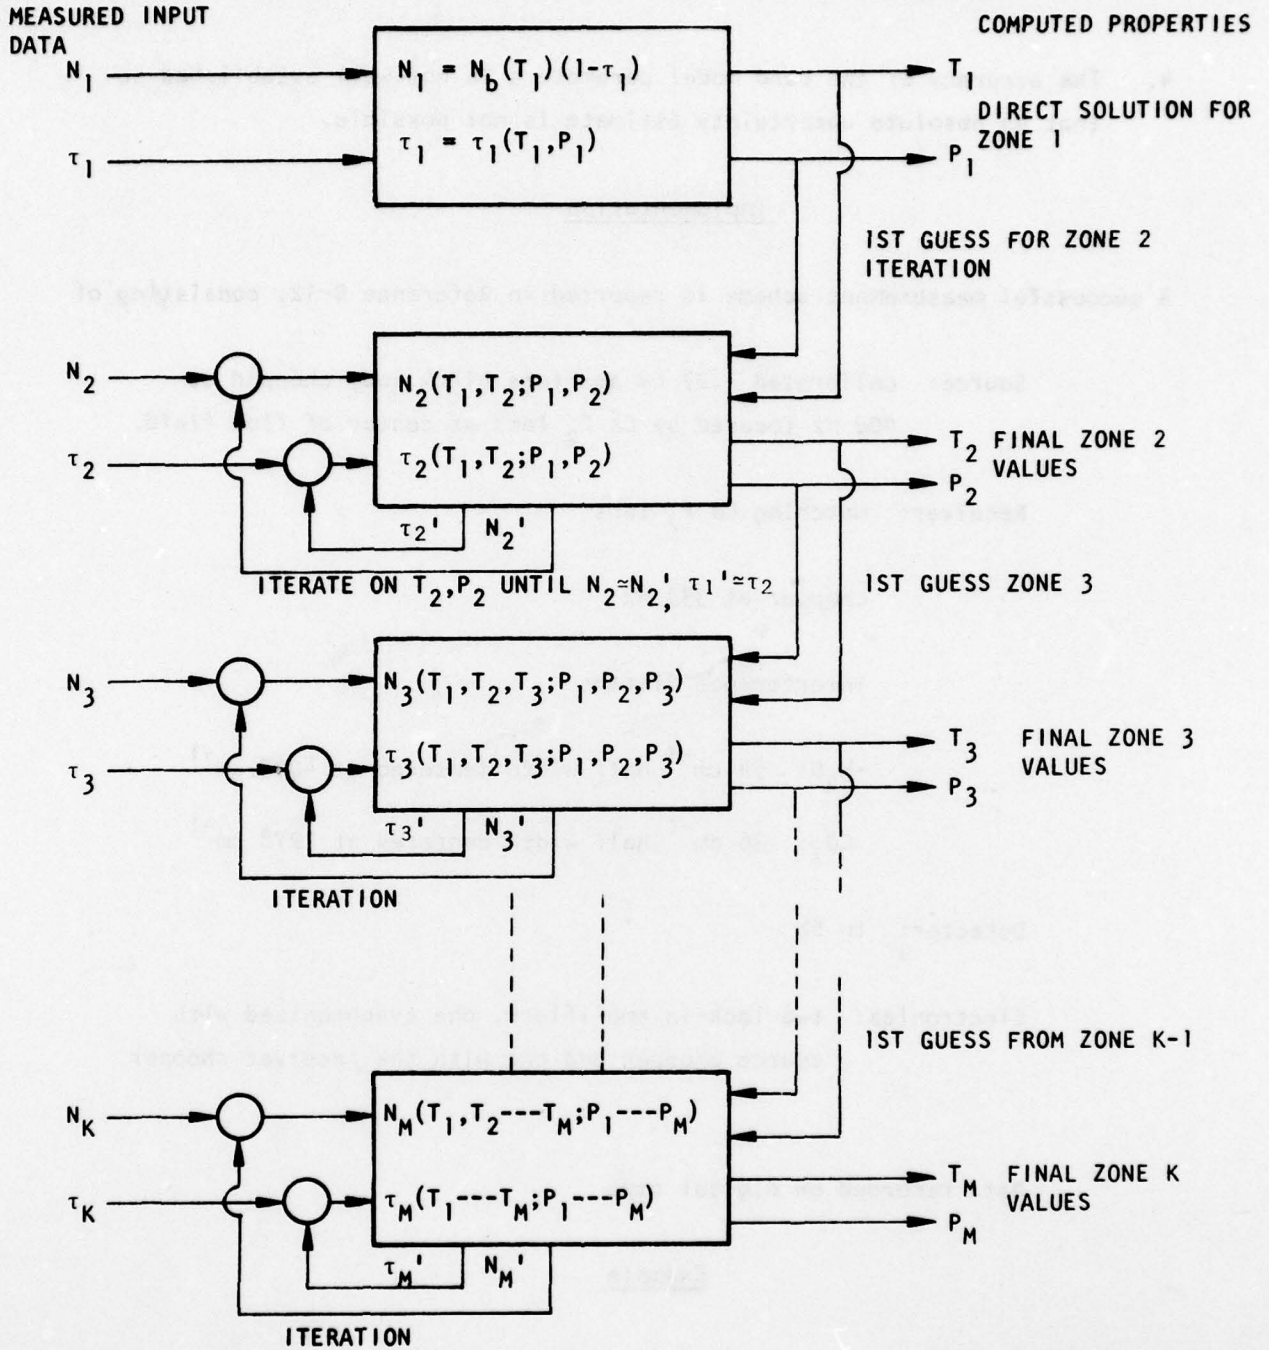 MEASURED INPUT
DATA
COMPUTED PROPERTIES
N1
τ1
N1 = Nb(T1)(1-τ1)
τ1 = τ1(T1,P1)
T1
DIRECT SOLUTION FOR
ZONE 1
P1
1ST GUESS FOR ZONE 2
ITERATION
N2
τ2
N2(T1,T2;P1,P2)
τ2(T1,T2;P1,P2)
T2 FINAL ZONE 2
VALUES
P2
τ2' N2'
ITERATE ON T2,P2 UNTIL N2≃N2', τ1'≃τ2
1ST GUESS ZONE 3
N3
τ3
N3(T1,T2,T3;P1,P2,P3)
τ3(T1,T2,T3;P1,P2,P3)
T3 FINAL ZONE 3
VALUES
P3
τ3' N3'
ITERATION
1ST GUESS FROM ZONE K-1
NK
τK
NM(T1,T2---TM;P1---PM)
τM(T1---TM;P1---PM)
TM FINAL ZONE K
VALUES
PM
τM' NM'
ITERATION